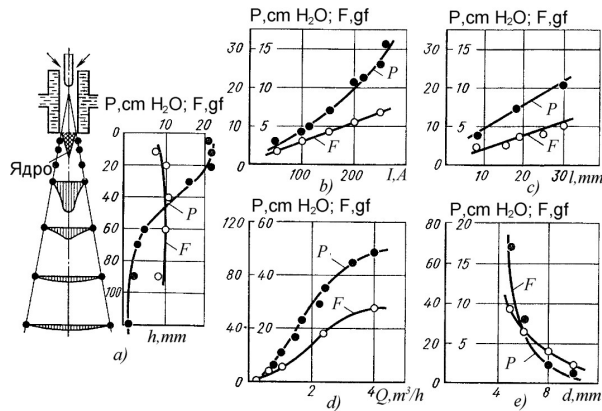 P,cm H₂O; F,gf
P,cm H₂O; F,gf
P,cm H₂O; F,gf
0 10 20
Ядро
20
40
60
80
100
P
F
h,mm
a)
30 15
20 10
10 5
0
P
F
100 200 I,A
b)
30 15
20 10
10 5
0
P
F
10 20 30 l,mm
c)
P,cm H₂O; F,gf
P,cm H₂O; F,gf
120 60
80 40
40 20
0
P
F
0 2 4 Q,m³/h
d)
80 20
60 15
40 10
20 5
0
F
P
4 8 d,mm
e)